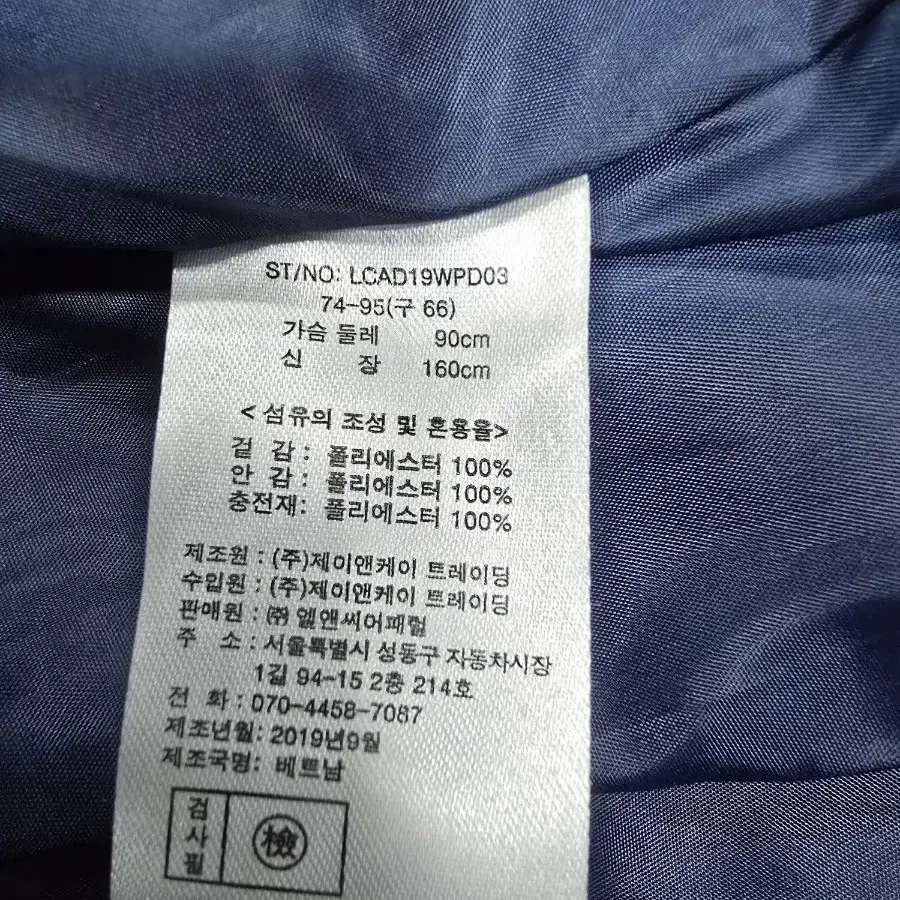 ST/NO: LCAD19WPD03
74-95(구 66)
가슴 둘레 90cm
신 장 160cm
< 섬유의 조성 및 혼용율>
겉 감 : 폴리에스터 100%
안 감 : 폴리에스터 100%
충전재: 폴리에스터 100%
제조원 : (주)제이앤케이 트레이딩
수입원 : (주)제이앤케이 트레이딩
판매원 : ㈜ 엘앤씨어패럴
주 소 : 서울특별시 성동구 자동차시장
1길 94-15 2층 214호
전 화 : 070-4458-7087
제조년월: 2019년9월
제조국명: 베트남
검사필 檢